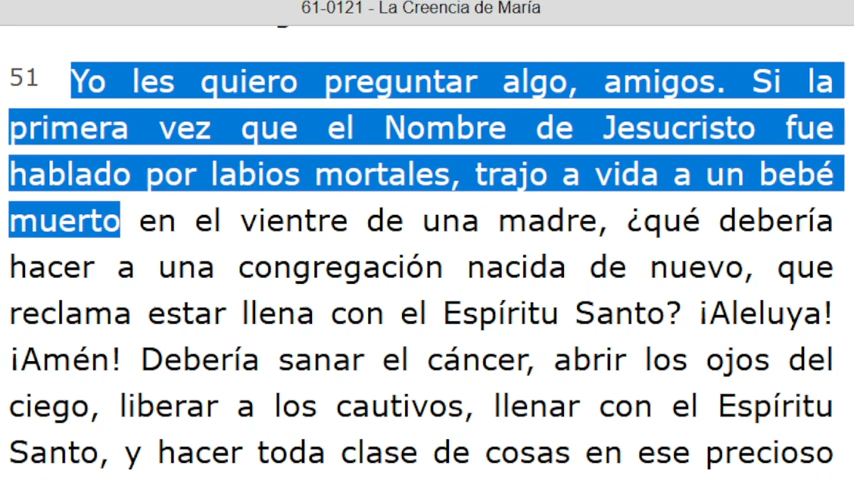 61-0121 - La Creencia de María
51 Yo les quiero preguntar algo, amigos. Si la
primera vez que el Nombre de Jesucristo fue
hablado por labios mortales, trajo a vida a un bebé
muerto en el vientre de una madre, ¿qué debería
hacer a una congregación nacida de nuevo, que
reclama estar llena con el Espíritu Santo? ¡Aleluya!
¡Amén! Debería sanar el cáncer, abrir los ojos del
ciego, liberar a los cautivos, llenar con el Espíritu
Santo, y hacer toda clase de cosas en ese precioso